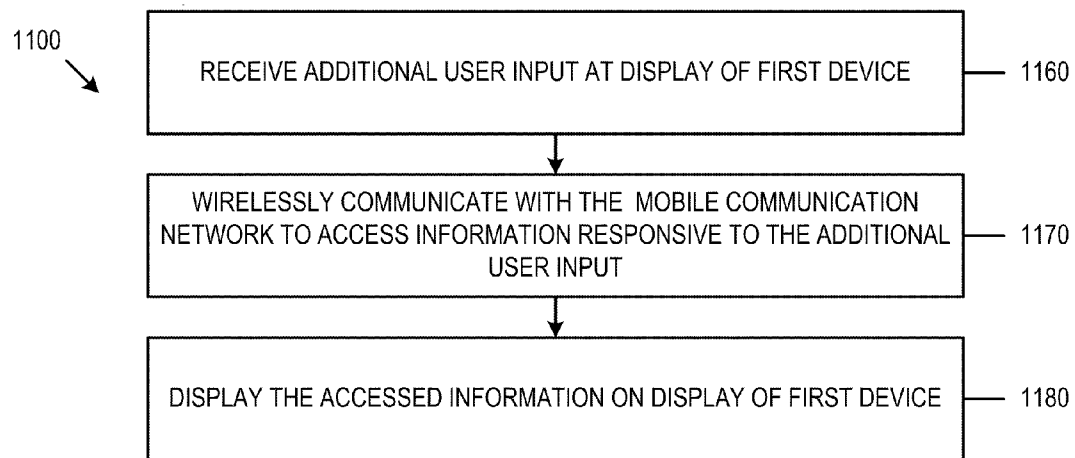 1100
RECEIVE ADDITIONAL USER INPUT AT DISPLAY OF FIRST DEVICE
1160
WIRELESSLY COMMUNICATE WITH THE MOBILE COMMUNICATION
NETWORK TO ACCESS INFORMATION RESPONSIVE TO THE ADDITIONAL
USER INPUT
1170
DISPLAY THE ACCESSED INFORMATION ON DISPLAY OF FIRST DEVICE
1180